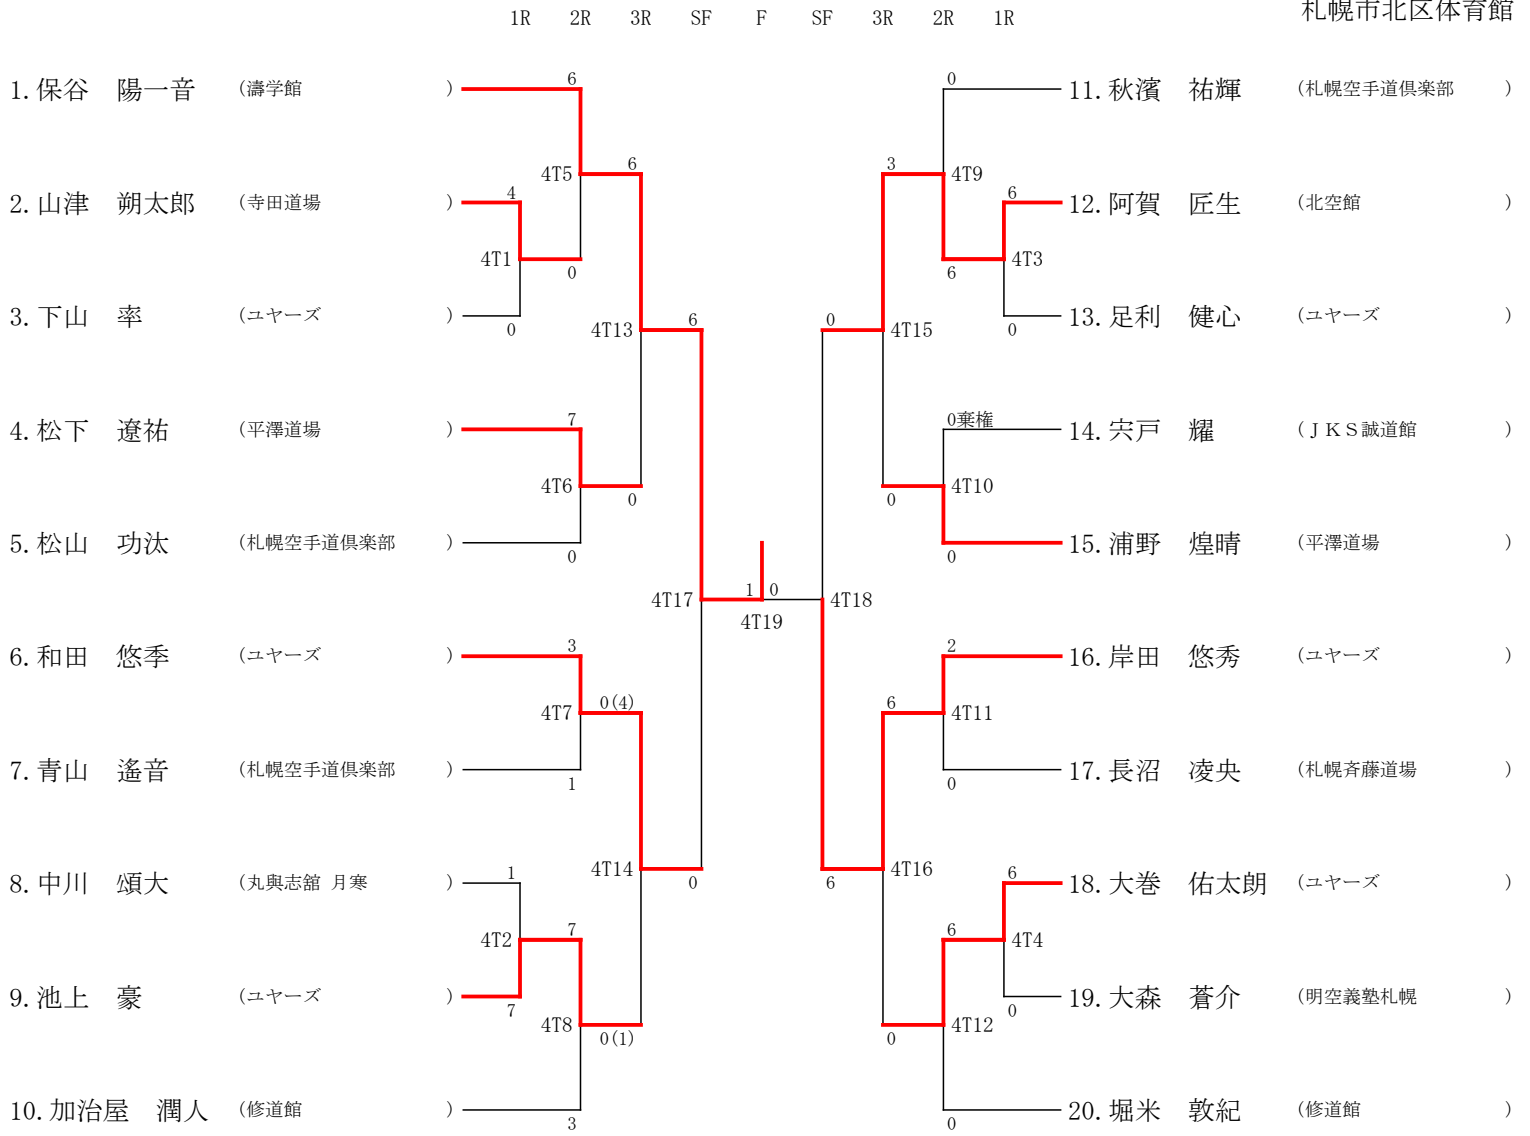 札幌市北区体育館
1R 2R 3R SF F SF 3R 2R 1R
6 0
1. 保谷 陽一音 (濤学館 ) 11. 秋濱 祐輝 (札幌空手道倶楽部 )
6 3
4T5 4T9
4 6
2. 山津 朔太郎 (寺田道場 ) 12. 阿賀 匠生 (北空館 )
4T1 4T3
0 6
3. 下山 率 (ユヤーズ ) 13. 足利 健心 (ユヤーズ )
6 0
0 4T13 4T15 0
7 0棄権
4. 松下 遼祐 (平澤道場 ) 14. 宍戸 耀 (ＪＫＳ誠道館 )
4T6 4T10
0 0
5. 松山 功汰 (札幌空手道倶楽部 ) 15. 浦野 煌晴 (平澤道場 )
0 0
1 0
4T17 4T18
4T19
3 2
6. 和田 悠季 (ユヤーズ ) 16. 岸田 悠秀 (ユヤーズ )
0(4) 6
4T7 4T11
7. 青山 遙音 (札幌空手道倶楽部 ) 17. 長沼 凌央 (札幌斉藤道場 )
1 0
4T14 4T16
1 6
8. 中川 頌大 (丸與志舘 月寒 ) 0 6 18. 大巻 佑太朗 (ユヤーズ )
7 6
4T2 4T4
9. 池上 豪 (ユヤーズ ) 19. 大森 蒼介 (明空義塾札幌 )
7 0
4T8 4T12
0(1) 0
10. 加治屋 潤人 (修道館 ) 20. 堀米 敦紀 (修道館 )
3 0